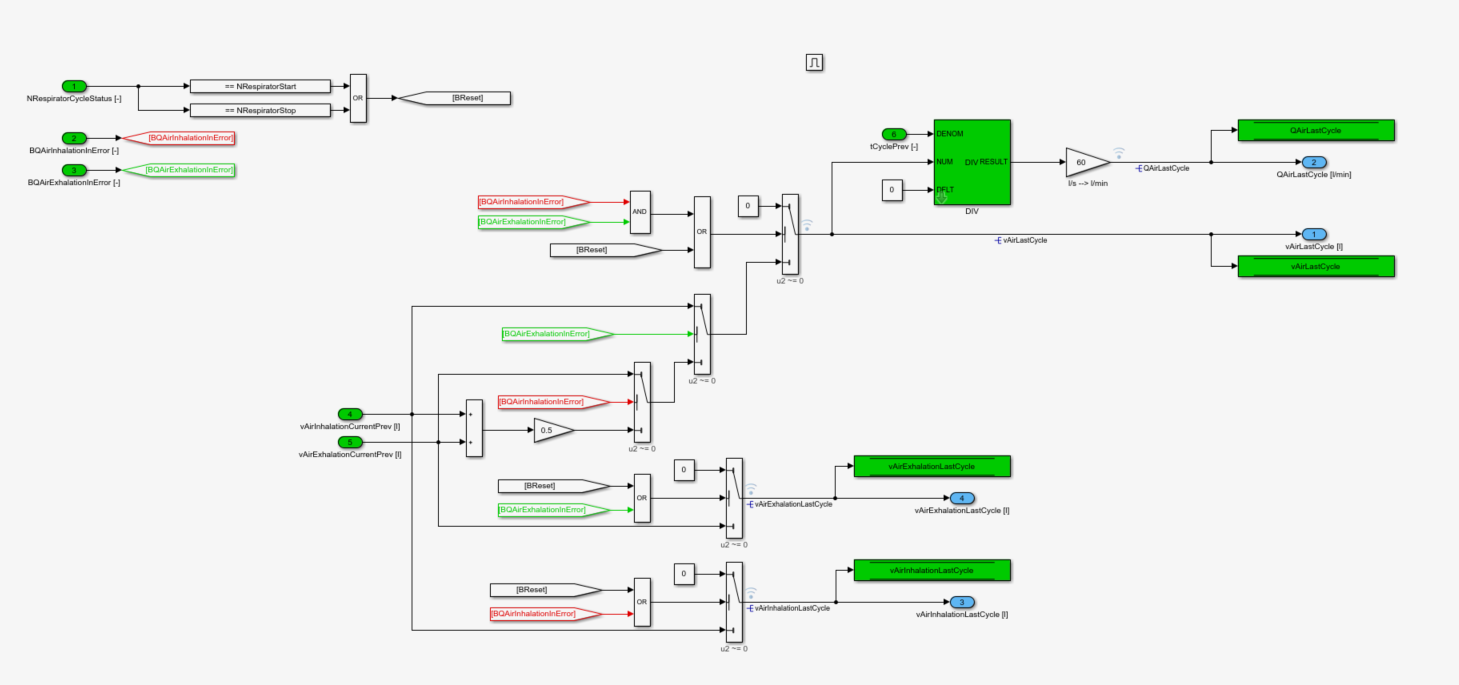 1
NRespiratorCycleStatus [-]
== NRespiratorStart
== NRespiratorStop
OR
[BReset]
2
BQAirInhalationInError [-]
[BQAirInhalationInError]
3
BQAirExhalationInError [-]
[BQAirExhalationInError]
[BQAirInhalationInError]
[BQAirExhalationInError]
AND
[BReset]
OR
0
u2 ~= 0
6
tCyclePrev [-]
0
DENOM
NUM
DIV RESULT
DFLT
DIV
60
l/s --> l/min
QAirLastCycle
QAirLastCycle
2
QAirLastCycle [l/min]
vAirLastCycle
1
vAirLastCycle [l]
vAirLastCycle
[BQAirExhalationInError]
u2 ~= 0
[BQAirInhalationInError]
u2 ~= 0
4
vAirInhalationCurrentPrev [l]
5
vAirExhalationCurrentPrev [l]
+
+
0.5
[BReset]
[BQAirExhalationInError]
OR
0
u2 ~= 0
vAirExhalationLastCycle
vAirExhalationLastCycle
4
vAirExhalationLastCycle [l]
[BReset]
[BQAirInhalationInError]
OR
0
u2 ~= 0
vAirInhalationLastCycle
vAirInhalationLastCycle
3
vAirInhalationLastCycle [l]